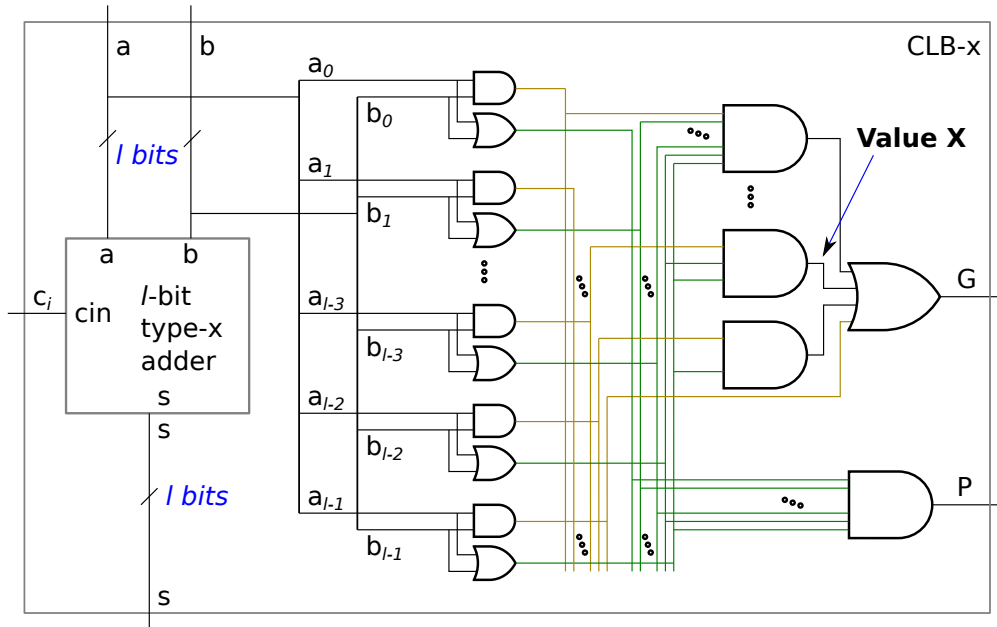 a
b
CLB-x
a0
b0
l bits
Value X
a1
b1
a
b
G
ci
cin
l-bit
type-x
adder
al-3
bl-3
s
s
al-2
bl-2
l bits
P
al-1
bl-1
s